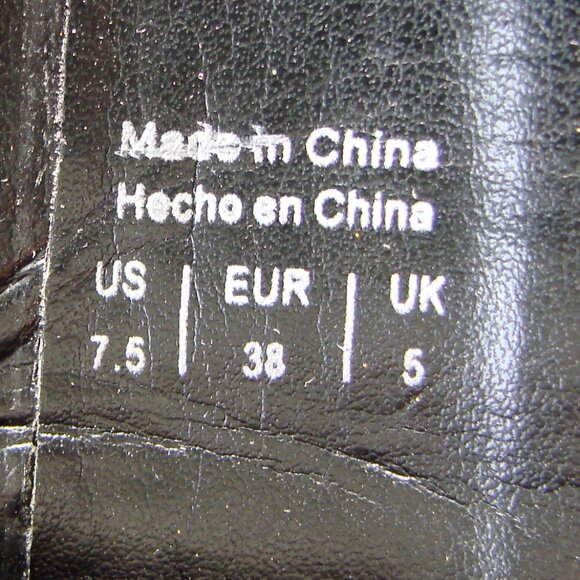 Made in China
Hecho en China
US | EUR | UK
7.5 | 38 | 5